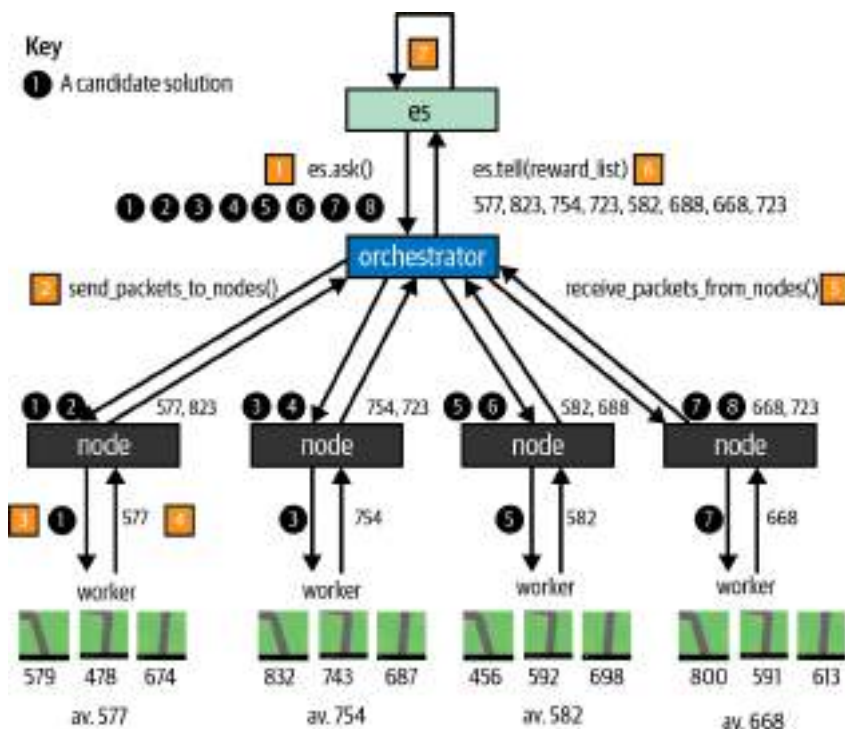 Key
1 A candidate solution
7
es
1 es.ask()
es.tell(reward_list) 6
1 2 3 4 5 6 7 8
577, 823, 754, 723, 582, 688, 668, 723
orchestrator
2 send_packets_to_nodes()
receive_packets_from_nodes() 5
1 2 577, 823
3 4 754, 723
5 6 582, 688
7 8 668, 723
node node node node
3 1 577 4
3 754
5 582
7 668
worker worker worker worker
579 478 674
832 743 687
456 592 698
800 591 613
av. 577
av. 754
av. 582
av. 668